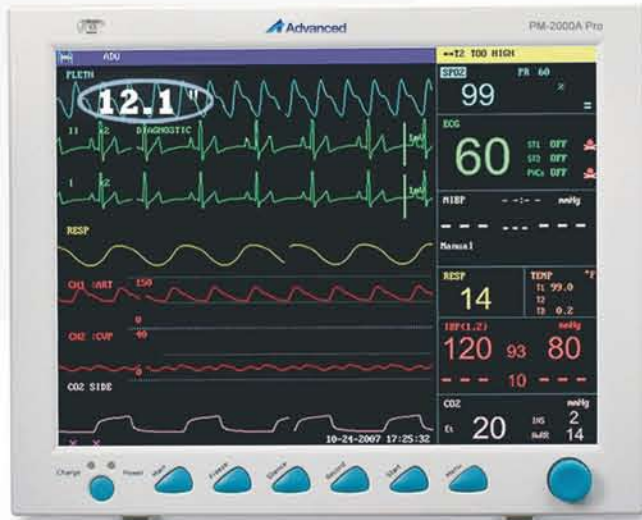 Advanced
PM-2000A Pro
ADU
**T2 TOO HIGH
PLETH
12.1"
II x2 DIAGNOSTIC
1mV
I x2
1mV
RESP
CH1 :ART 150
0
CH2 :CVP 40
0
CO2 SIDE
10-24-2007 17:25:32
SPO2 PR 60
99 %
ECG
60
ST1 OFF
ST2 OFF
PVCs OFF
NIBP --:-- mmHg
--- --- ---
Manual
RESP
14
TEMP °F
T1 99.0
T2
TD 0.2
IBP(1,2) mmHg
120 93 80
--- 10 ---
CO2 mmHg
Et 20
INS 2
AwRR 14
Charge
Power
Freeze
Silence
Record
Start
Menu